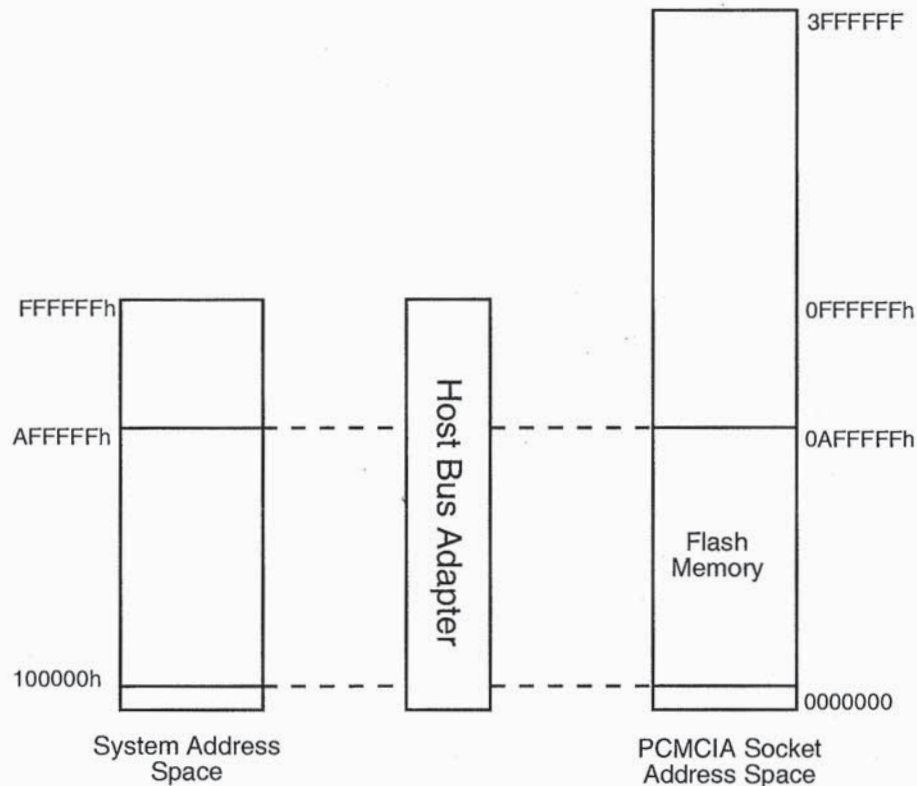 3FFFFFF
FFFFFFh
0FFFFFFh
AFFFFFh
0AFFFFFh
Host Bus Adapter
Flash
Memory
100000h
0000000
System Address
Space
PCMCIA Socket
Address Space